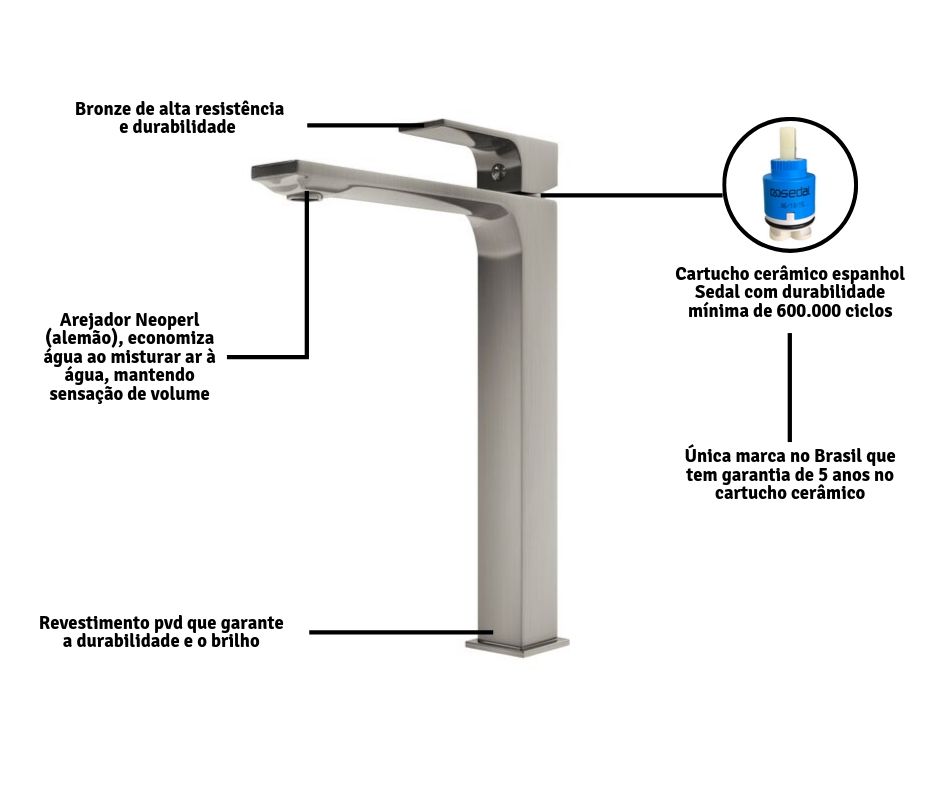 Bronze de alta resistência
e durabilidade
sedal
Cartucho cerâmico espanhol
Sedal com durabilidade
mínima de 600.000 ciclos
Arejador Neoperl
(alemão), economiza
água ao misturar ar à
água, mantendo
sensação de volume
Única marca no Brasil que
tem garantia de 5 anos no
cartucho cerâmico
Revestimento pvd que garante
a durabilidade e o brilho